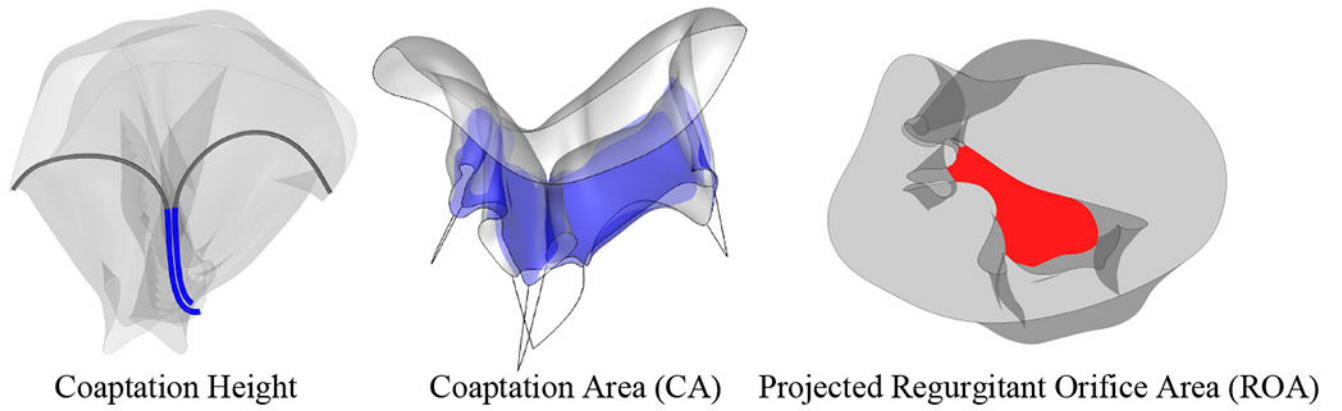 Coaptation Height
Coaptation Area (CA)
Projected Regurgitant Orifice Area (ROA)